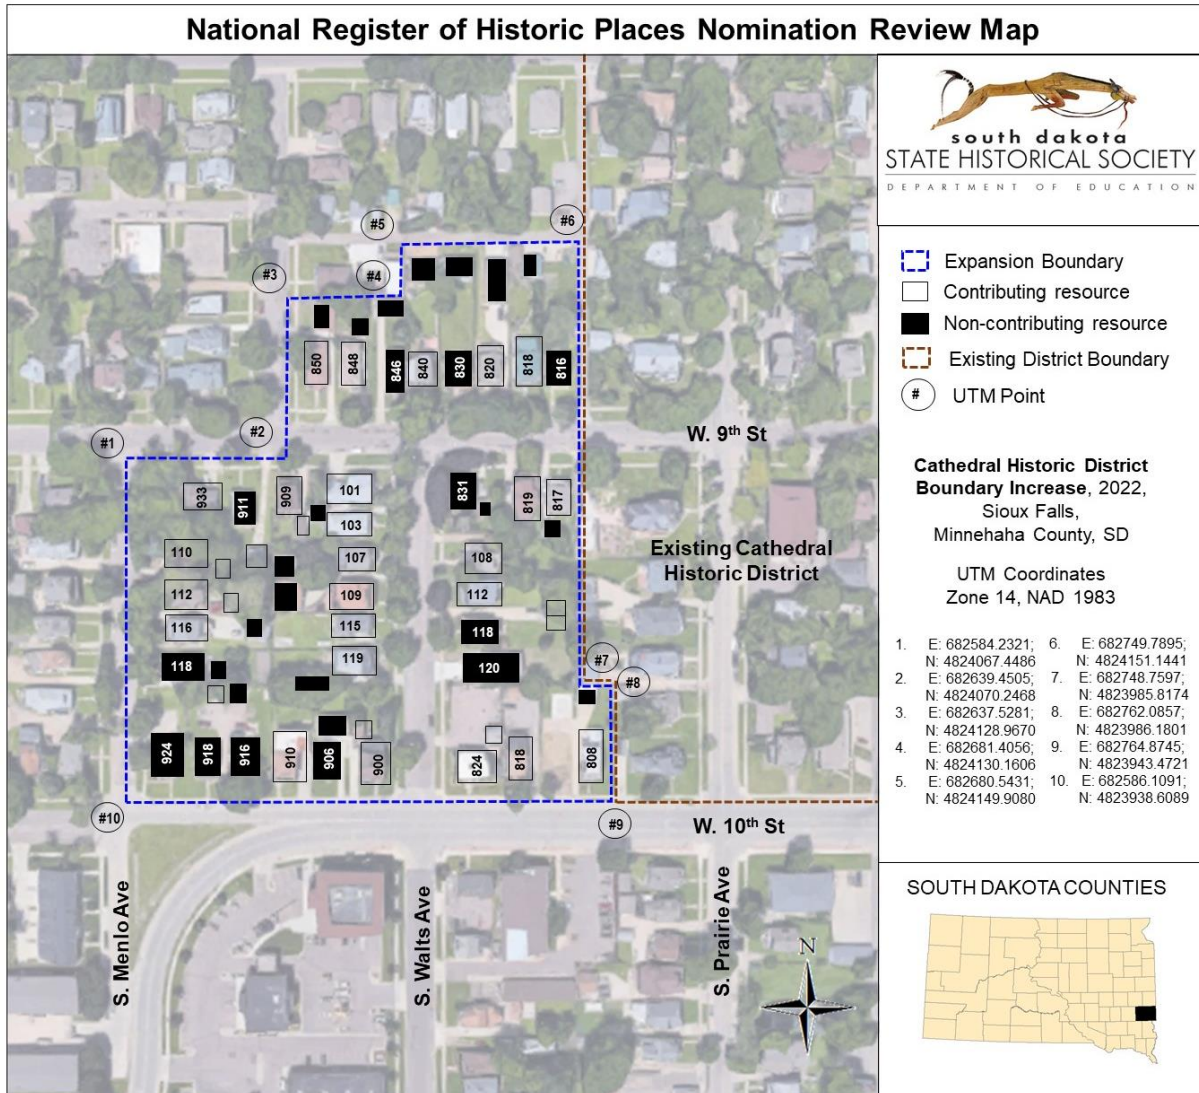 National Register of Historic Places Nomination Review Map
south dakota
STATE HISTORICAL SOCIETY
DEPARTMENT OF EDUCATION
Expansion Boundary
Contributing resource
Non-contributing resource
Existing District Boundary
# UTM Point
Cathedral Historic District
Boundary Increase, 2022,
Sioux Falls,
Minnehaha County, SD
UTM Coordinates
Zone 14, NAD 1983
1. E: 682584.2321;
N: 4824067.4486
2. E: 682639.4505;
N: 4824070.2468
3. E: 682637.5281;
N: 4824128.9670
4. E: 682681.4056;
N: 4824130.1606
5. E: 682680.5431;
N: 4824149.9080
6. E: 682749.7895;
N: 4824151.1441
7. E: 682748.7597;
N: 4823985.8174
8. E: 682762.0857;
N: 4823986.1801
9. E: 682764.8745;
N: 4823943.4721
10. E: 682586.1091;
N: 4823938.6089
SOUTH DAKOTA COUNTIES
#5
#6
#3
#4
850
848
846
840
830
820
818
816
#1
#2
W. 9th St
933
911
909
101
103
831
819
817
110
107
108
Existing Cathedral
Historic District
112
109
112
116
115
118
118
119
120
#7
#8
924
918
916
910
906
900
824
818
808
#10
#9
W. 10th St
S. Menlo Ave
S. Walts Ave
S. Prairie Ave
N